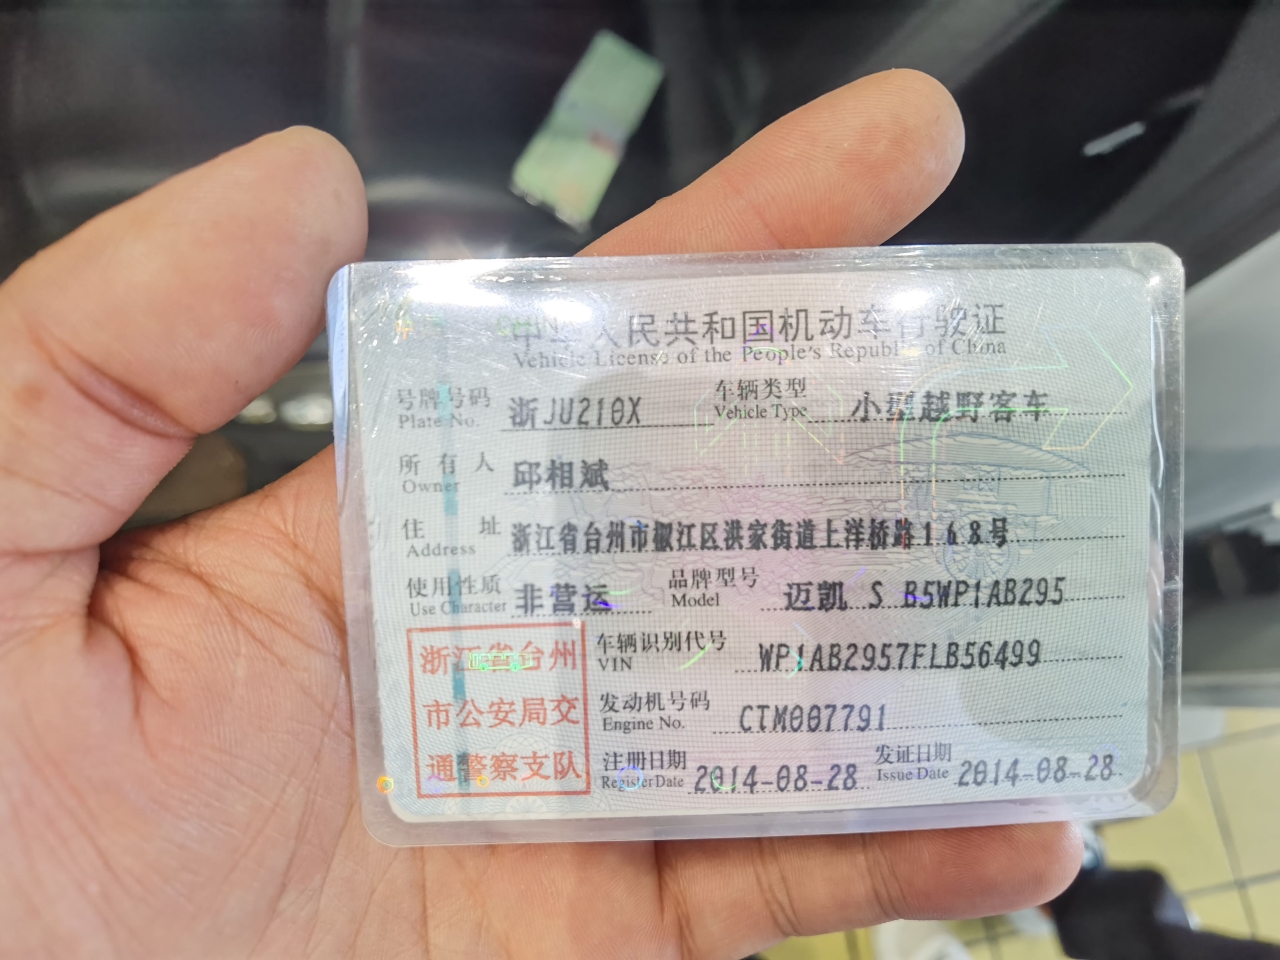 中华人民共和国机动车行驶证
Vehicle License of the People's Republic of China
号牌号码 浙JU210X 车辆类型 小型越野客车
Plate No. Vehicle Type
所有人 邱相斌
Owner
住址 浙江省台州市椒江区洪家街道上洋桥路168号
Address
使用性质 非营运 品牌型号 迈凯 S B5WP1AB295
Use Character Model
浙江省台州
市公安局交
通警察支队
车辆识别代号 WP1AB2957FLB56499
VIN
发动机号码 CTM007791
Engine No.
注册日期 2014-08-28 发证日期 2014-08-28
Register Date Issue Date